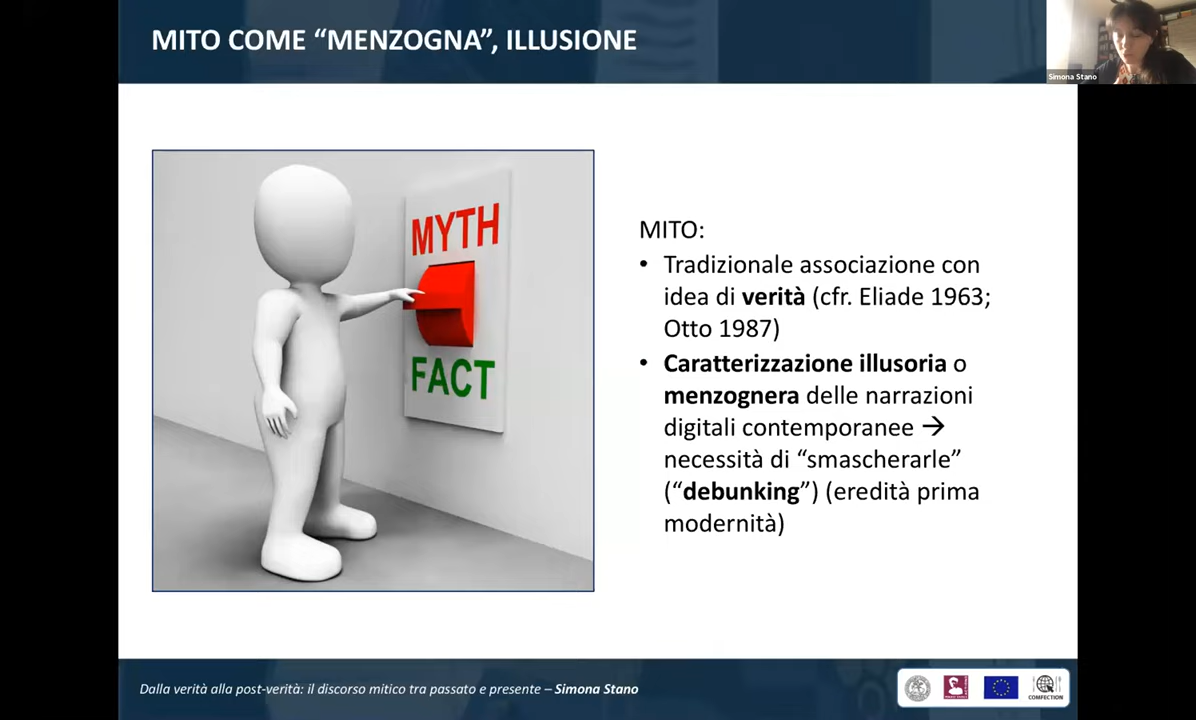 MITO COME “MENZOGNA”, ILLUSIONE
Simona Stano
MYTH
FACT
MITO:
• Tradizionale associazione con
idea di verità (cfr. Eliade 1963;
Otto 1987)
• Caratterizzazione illusoria o
menzognera delle narrazioni
digitali contemporanee →
necessità di “smascherarle”
(“debunking”) (eredità prima
modernità)
Dalla verità alla post-verità: il discorso mitico tra passato e presente – Simona Stano
COMFECTION